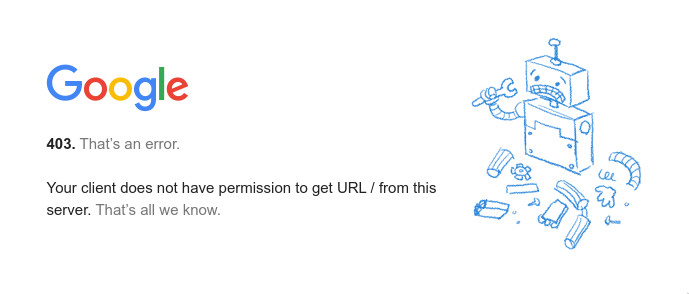 Google
403. That’s an error.
Your client does not have permission to get URL / from this
server. That’s all we know.